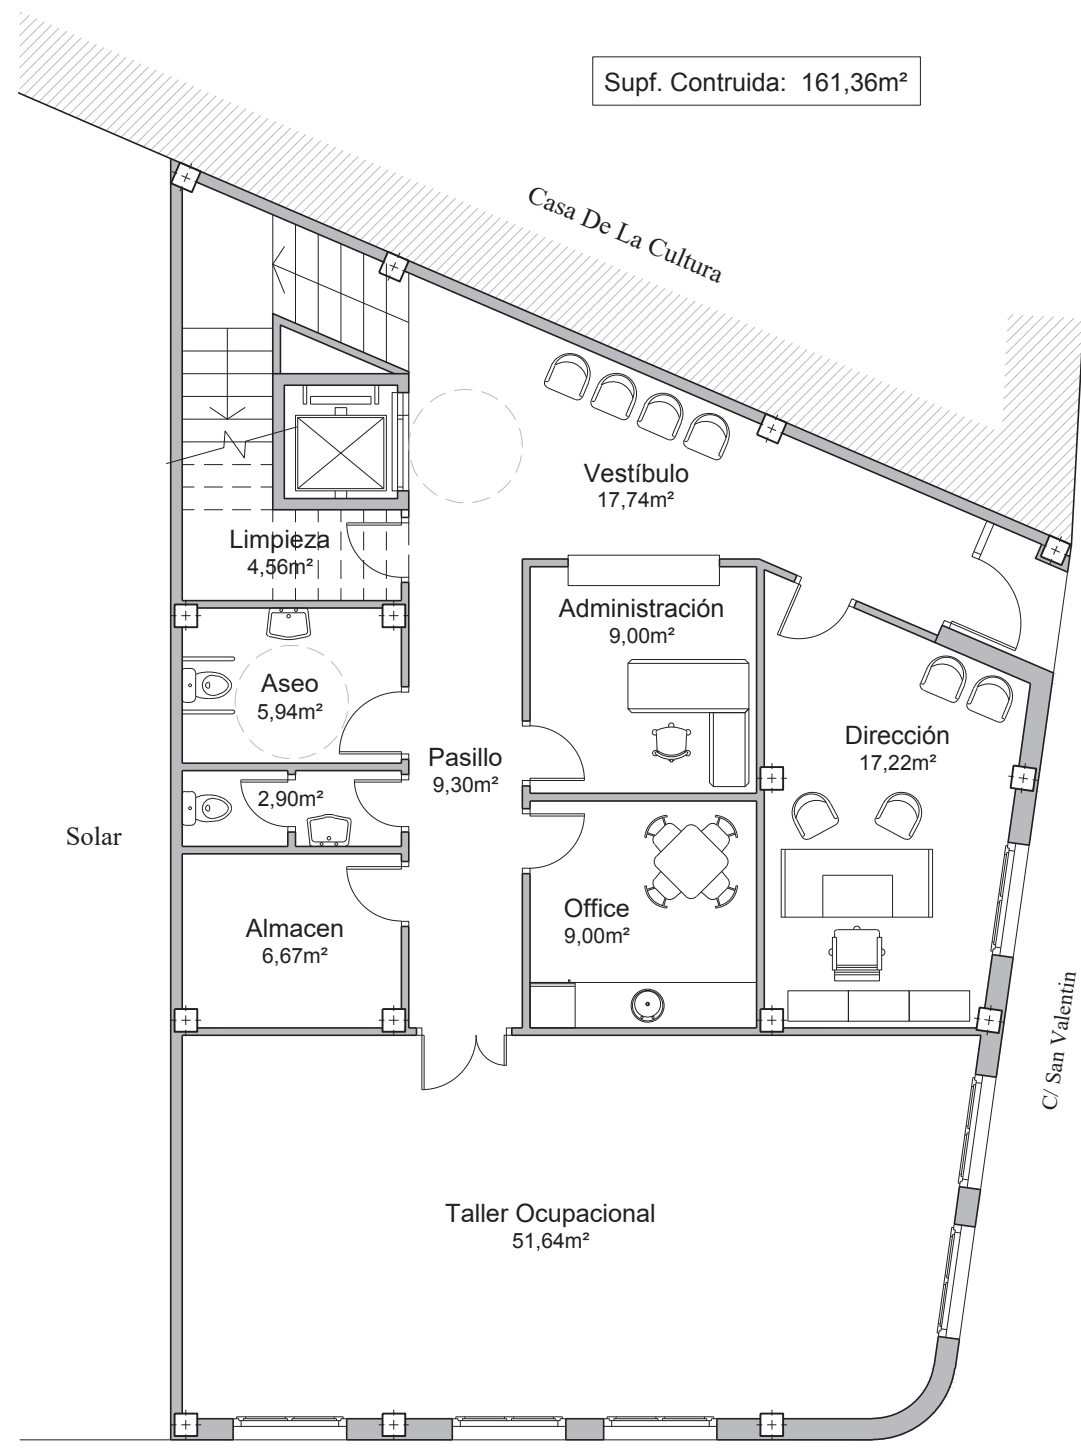 Supf. Contruida: 161,36m²
Casa De La Cultura
Vestíbulo
17,74m²
Limpieza
4,56m²
Administración
9,00m²
Aseo
5,94m²
Dirección
17,22m²
Pasillo
9,30m²
2,90m²
Solar
Office
9,00m²
Almacen
6,67m²
C/ San Valentin
Taller Ocupacional
51,64m²